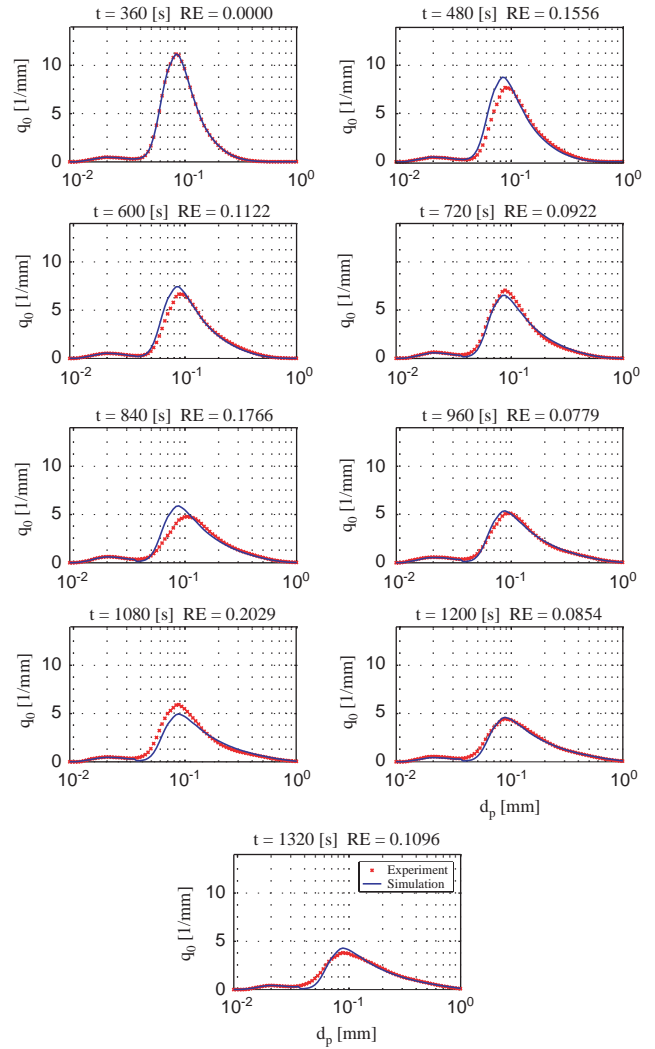 t = 360 [s]  RE = 0.0000
q0 [1/mm]
10
5
0
10-2
10-1
100
t = 480 [s]  RE = 0.1556
q0 [1/mm]
10
5
0
10-2
10-1
100
t = 600 [s]  RE = 0.1122
q0 [1/mm]
10
5
0
10-2
10-1
100
t = 720 [s]  RE = 0.0922
q0 [1/mm]
10
5
0
10-2
10-1
100
t = 840 [s]  RE = 0.1766
q0 [1/mm]
10
5
0
10-2
10-1
100
t = 960 [s]  RE = 0.0779
q0 [1/mm]
10
5
0
10-2
10-1
100
t = 1080 [s]  RE = 0.2029
q0 [1/mm]
10
5
0
10-2
10-1
100
t = 1200 [s]  RE = 0.0854
q0 [1/mm]
10
5
0
10-2
10-1
100
dp [mm]
t = 1320 [s]  RE = 0.1096
q0 [1/mm]
10
5
0
Experiment
Simulation
10-2
10-1
100
dp [mm]